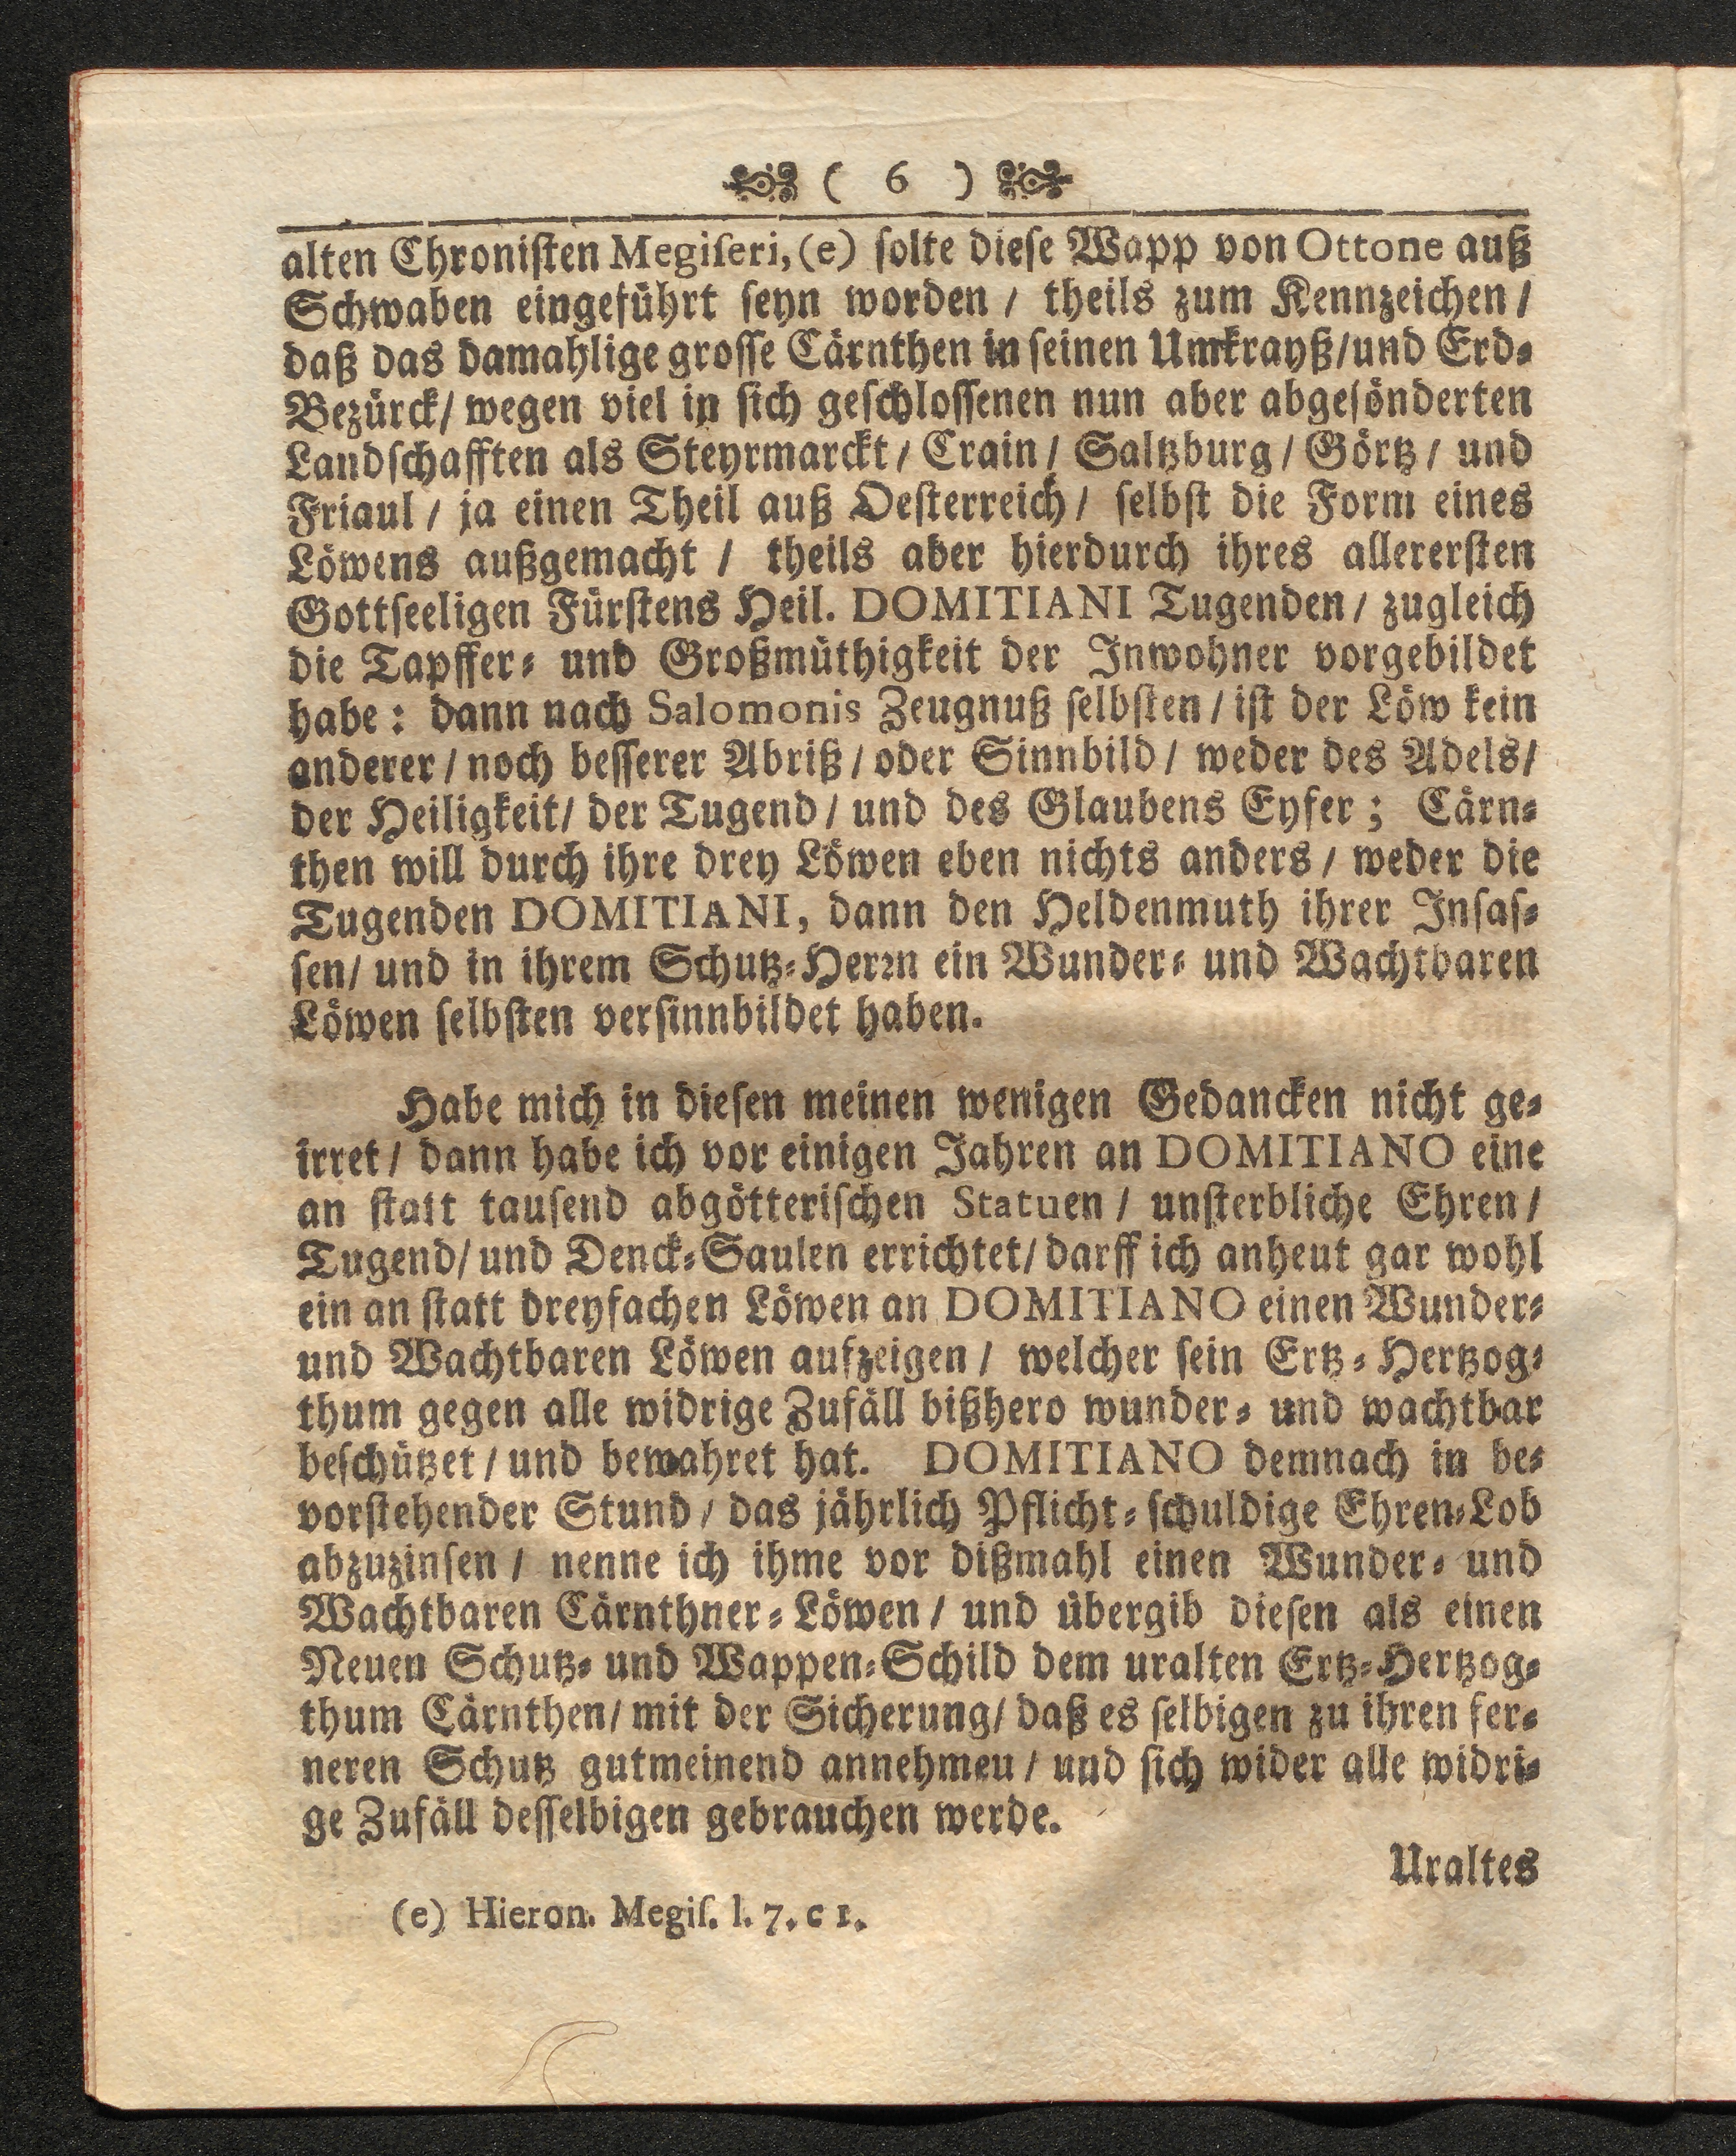 ( 6 )
alten Chroniſten Megiſeri, (e) ſolte dieſe Wapp von Ottone auß
Schwaben eingeführt ſeyn worden / theils zum Kennzeichen /
daß das damahlige groſſe Cärnthen in ſeinen Umkrayß/und Erd-
Bezürck/ wegen viel in ſich geſchloſſenen nun aber abgeſönderten
Landſchafften als Steyrmarckt / Crain / Saltzburg / Görtz / und
Friaul / ja einen Theil auß Oeſterreich / ſelbſt die Form eines
Löwens außgemacht / theils aber hierdurch ihres allererſten
Gottſeeligen Fürſtens Heil. DOMITIANI Tugenden / zugleich
die Tapffer- und Großmüthigkeit der Inwohner vorgebildet
habe: dann nach Salomonis Zeugnuß ſelbſten / iſt der Löw kein
anderer / noch beſſerer Abriß / oder Sinnbild / weder des Adels/
der Heiligkeit/ der Tugend / und des Glaubens Eyfer; Cärn-
then will durch ihre drey Löwen eben nichts anders / weder die
Tugenden DOMITIANI, dann den Heldenmuth ihrer Inſaſ-
ſen/ und in ihrem Schutz-Herꝛn ein Wunder- und Wachtbaren
Löwen ſelbſten verſinnbildet haben.
Habe mich in dieſen meinen wenigen Gedancken nicht ge-
irret / dann habe ich vor einigen Jahren an DOMITIANO eine
an ſtatt tauſend abgötteriſchen Statuen / unſterbliche Ehren /
Tugend/ und Denck-Saulen errichtet/ darff ich anheut gar wohl
ein an ſtatt dreyfachen Löwen an DOMITIANO einen Wunder-
und Wachtbaren Löwen aufzeigen / welcher ſein Ertz-Hertzog-
thum gegen alle widrige Zufäll bißhero wunder- und wachtbar
beſchützet / und bewahret hat. DOMITIANO demnach in be-
vorſtehender Stund / das jährlich Pflicht-ſchuldige Ehren-Lob
abzuzinſen / nenne ich ihme vor dißmahl einen Wunder- und
Wachtbaren Cärnthner-Löwen / und übergib dieſen als einen
Neuen Schutz- und Wappen-Schild dem uralten Ertz-Hertzog-
thum Cärnthen/ mit der Sicherung/ daß es ſelbigen zu ihren fer-
neren Schutz gutmeinend annehmeu / und ſich wider alle widri-
ge Zufäll deſſelbigen gebrauchen werde.
Uraltes
(e) Hieron. Megiſ. l. 7. c 1.